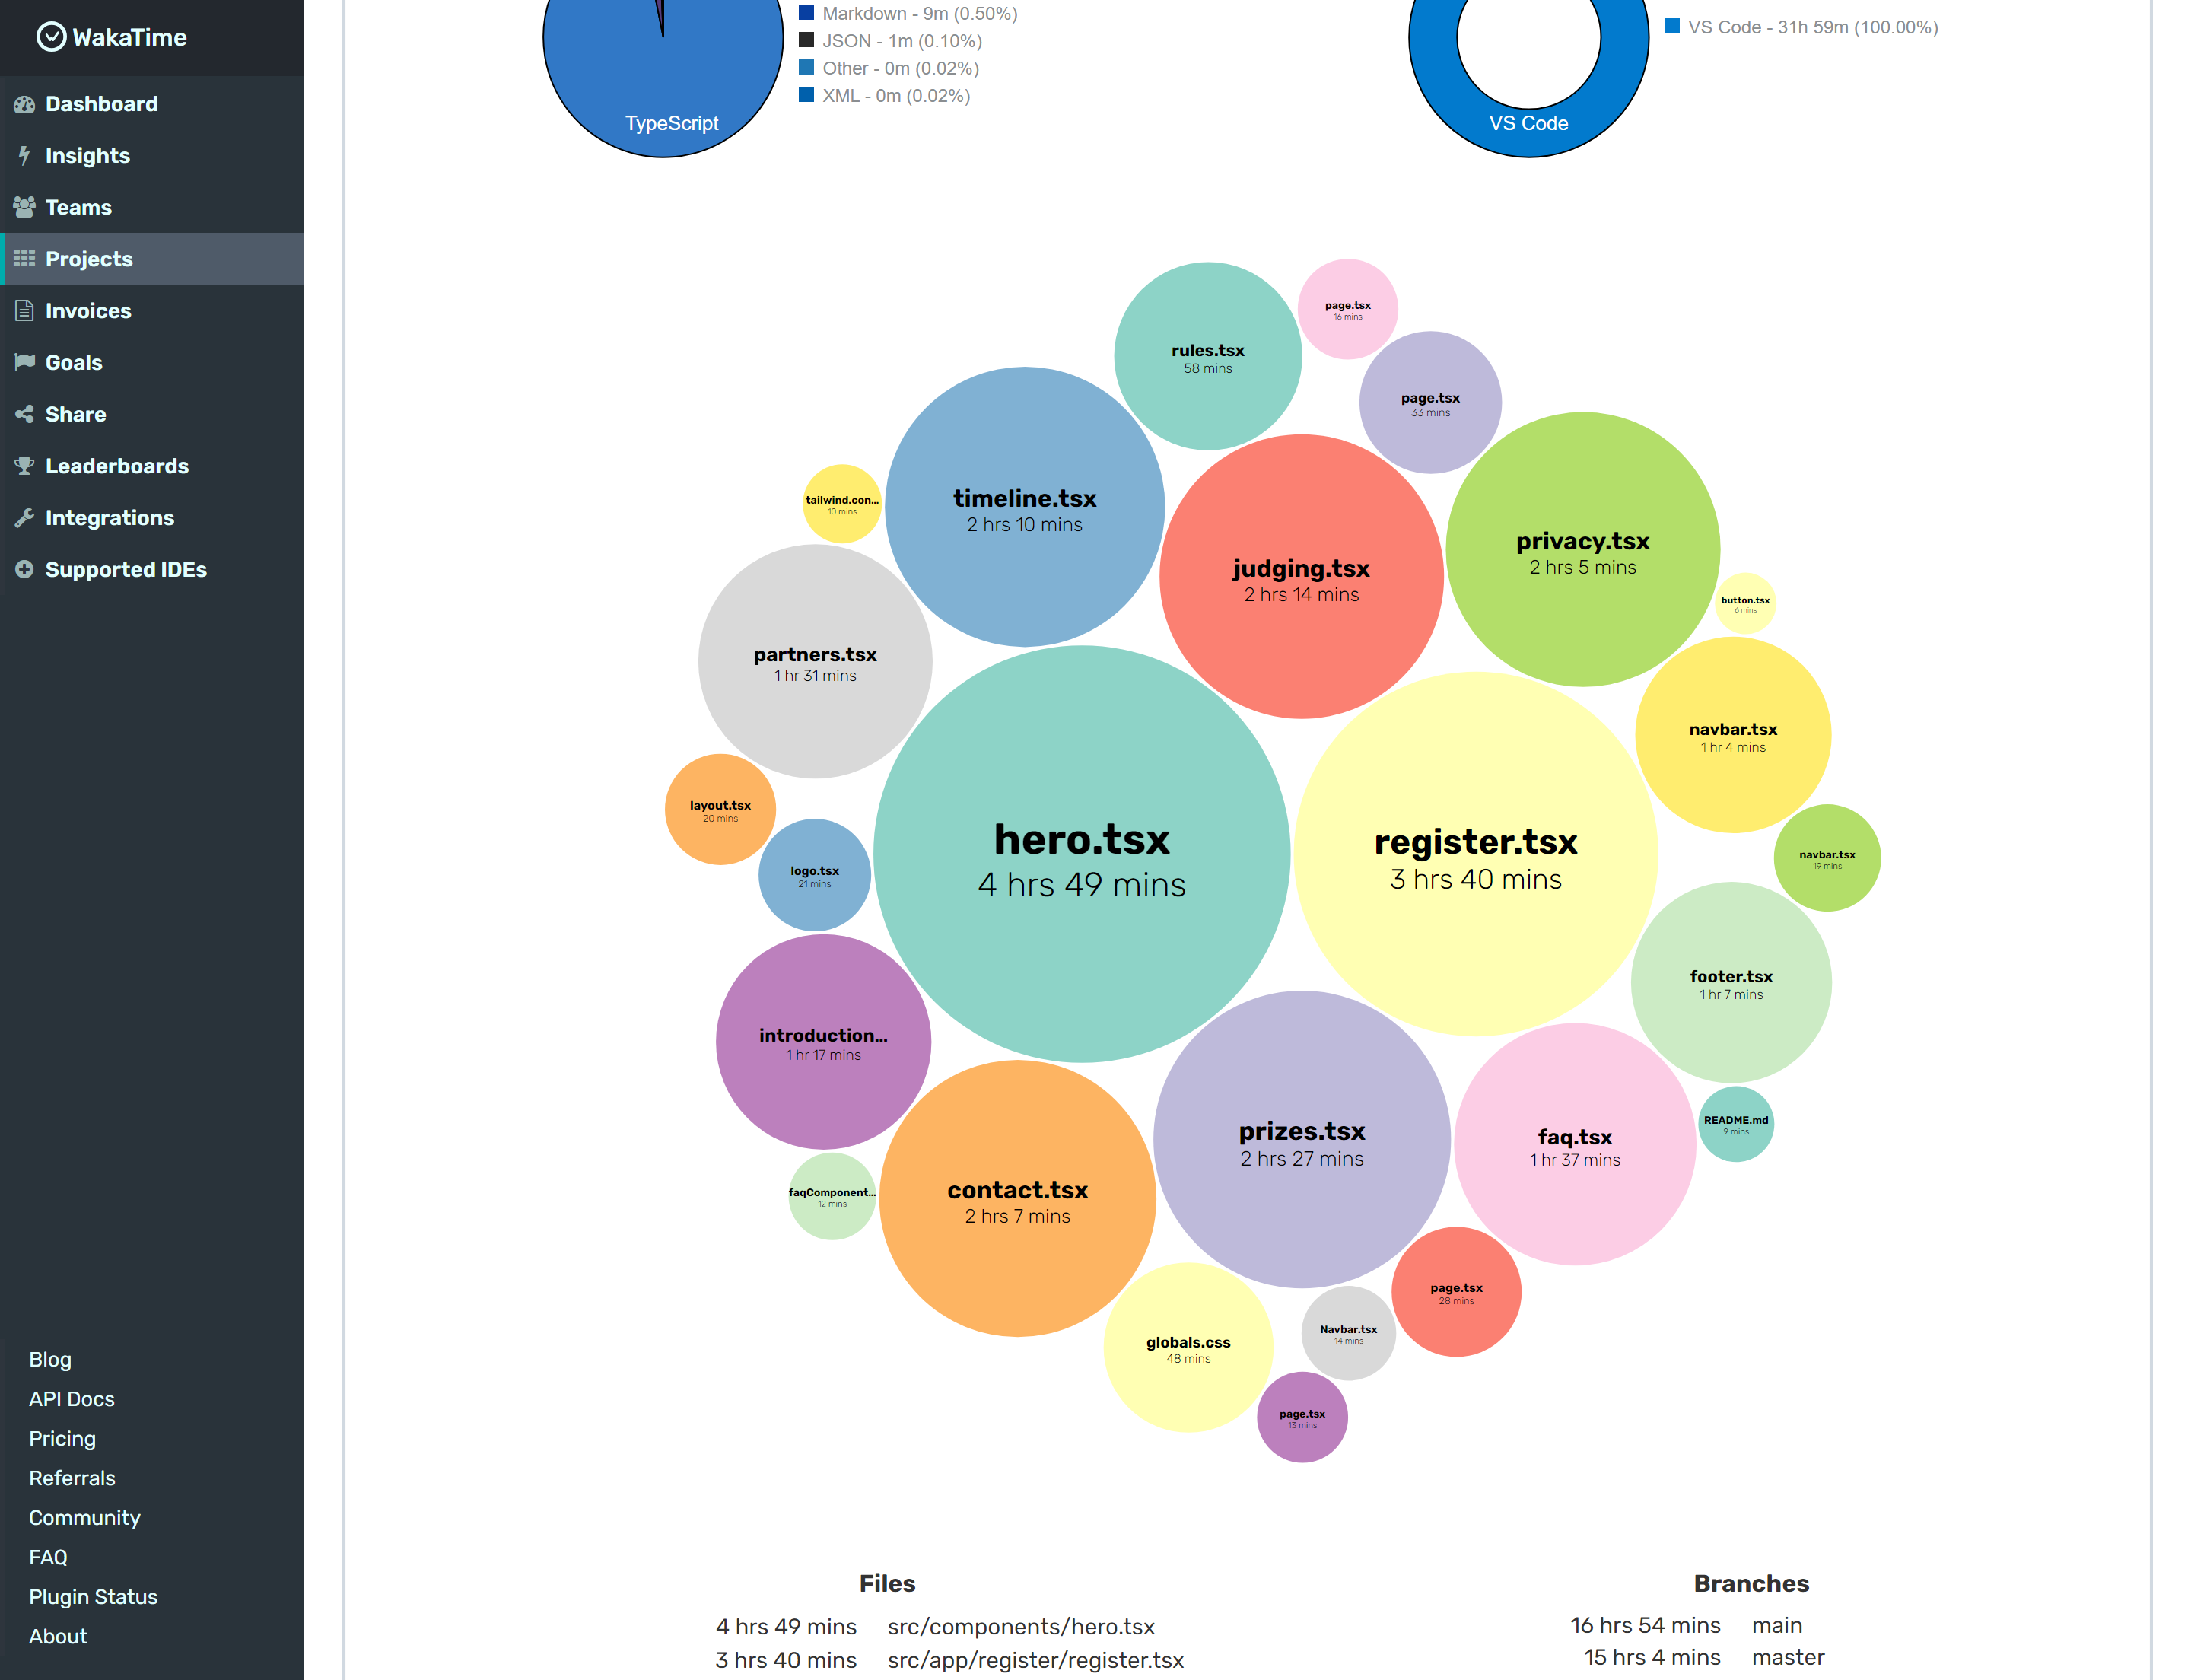 WakaTime
Dashboard
Insights
Teams
Projects
Invoices
Goals
Share
Leaderboards
Integrations
Supported IDEs
Blog
API Docs
Pricing
Referrals
Community
FAQ
Plugin Status
About
Markdown - 9m (0.50%)
JSON - 1m (0.10%)
Other - 0m (0.02%)
XML - 0m (0.02%)
TypeScript
VS Code - 31h 59m (100.00%)
VS Code
page.tsx
16 mins
rules.tsx
58 mins
page.tsx
33 mins
timeline.tsx
2 hrs 10 mins
tailwind.con...
10 mins
judging.tsx
2 hrs 14 mins
privacy.tsx
2 hrs 5 mins
button.tsx
6 mins
partners.tsx
1 hr 31 mins
navbar.tsx
1 hr 4 mins
layout.tsx
20 mins
hero.tsx
4 hrs 49 mins
register.tsx
3 hrs 40 mins
navbar.tsx
19 mins
logo.tsx
21 mins
footer.tsx
1 hr 7 mins
introduction...
1 hr 17 mins
README.md
9 mins
prizes.tsx
2 hrs 27 mins
faq.tsx
1 hr 37 mins
faqComponent...
12 mins
contact.tsx
2 hrs 7 mins
page.tsx
28 mins
Navbar.tsx
14 mins
globals.css
48 mins
page.tsx
13 mins
Files
4 hrs 49 mins src/components/hero.tsx
3 hrs 40 mins src/app/register/register.tsx
Branches
16 hrs 54 mins main
15 hrs 4 mins master